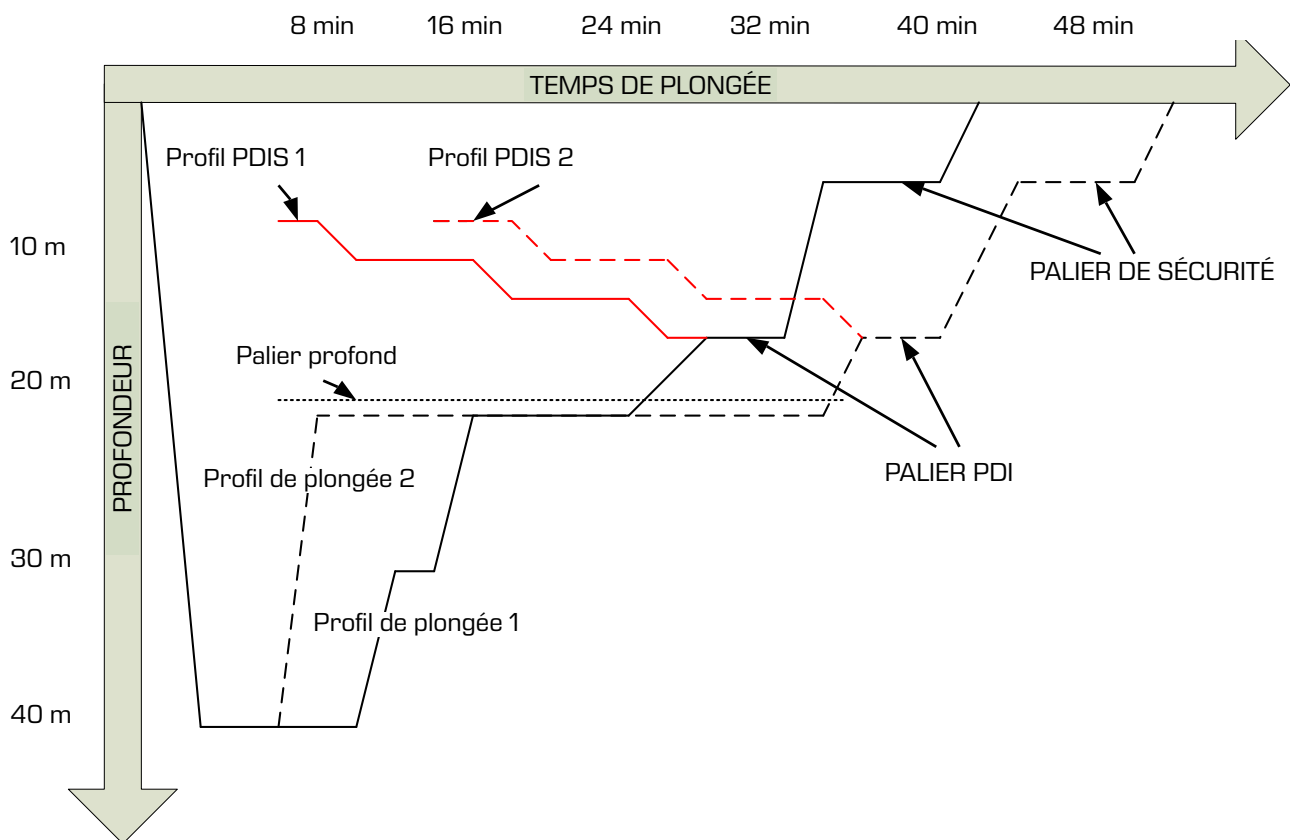 8 min 16 min 24 min 32 min 40 min 48 min
TEMPS DE PLONGÉE
Profil PDIS 1 Profil PDIS 2
10 m
PALIER DE SÉCURITÉ
Palier profond
20 m
PROFONDEUR
PALIER PDI
Profil de plongée 2
30 m
Profil de plongée 1
40 m